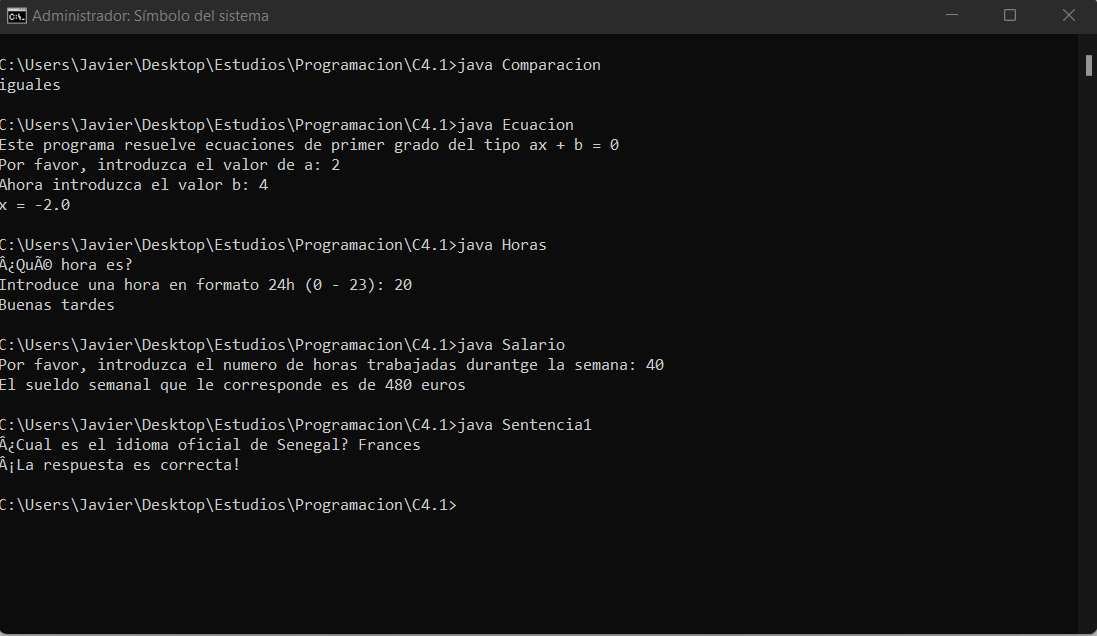 Administrador: Símbolo del sistema
C:\Users\Javier\Desktop\Estudios\Programacion\C4.1>java Comparacion
iguales
C:\Users\Javier\Desktop\Estudios\Programacion\C4.1>java Ecuacion
Este programa resuelve ecuaciones de primer grado del tipo ax + b = 0
Por favor, introduzca el valor de a: 2
Ahora introduzca el valor b: 4
x = -2.0
C:\Users\Javier\Desktop\Estudios\Programacion\C4.1>java Horas
Â¿QuÃ© hora es?
Introduce una hora en formato 24h (0 - 23): 20
Buenas tardes
C:\Users\Javier\Desktop\Estudios\Programacion\C4.1>java Salario
Por favor, introduzca el numero de horas trabajadas durantge la semana: 40
El sueldo semanal que le corresponde es de 480 euros
C:\Users\Javier\Desktop\Estudios\Programacion\C4.1>java Sentencia1
Â¿Cual es el idioma oficial de Senegal? Frances
Â¡La respuesta es correcta!
C:\Users\Javier\Desktop\Estudios\Programacion\C4.1>